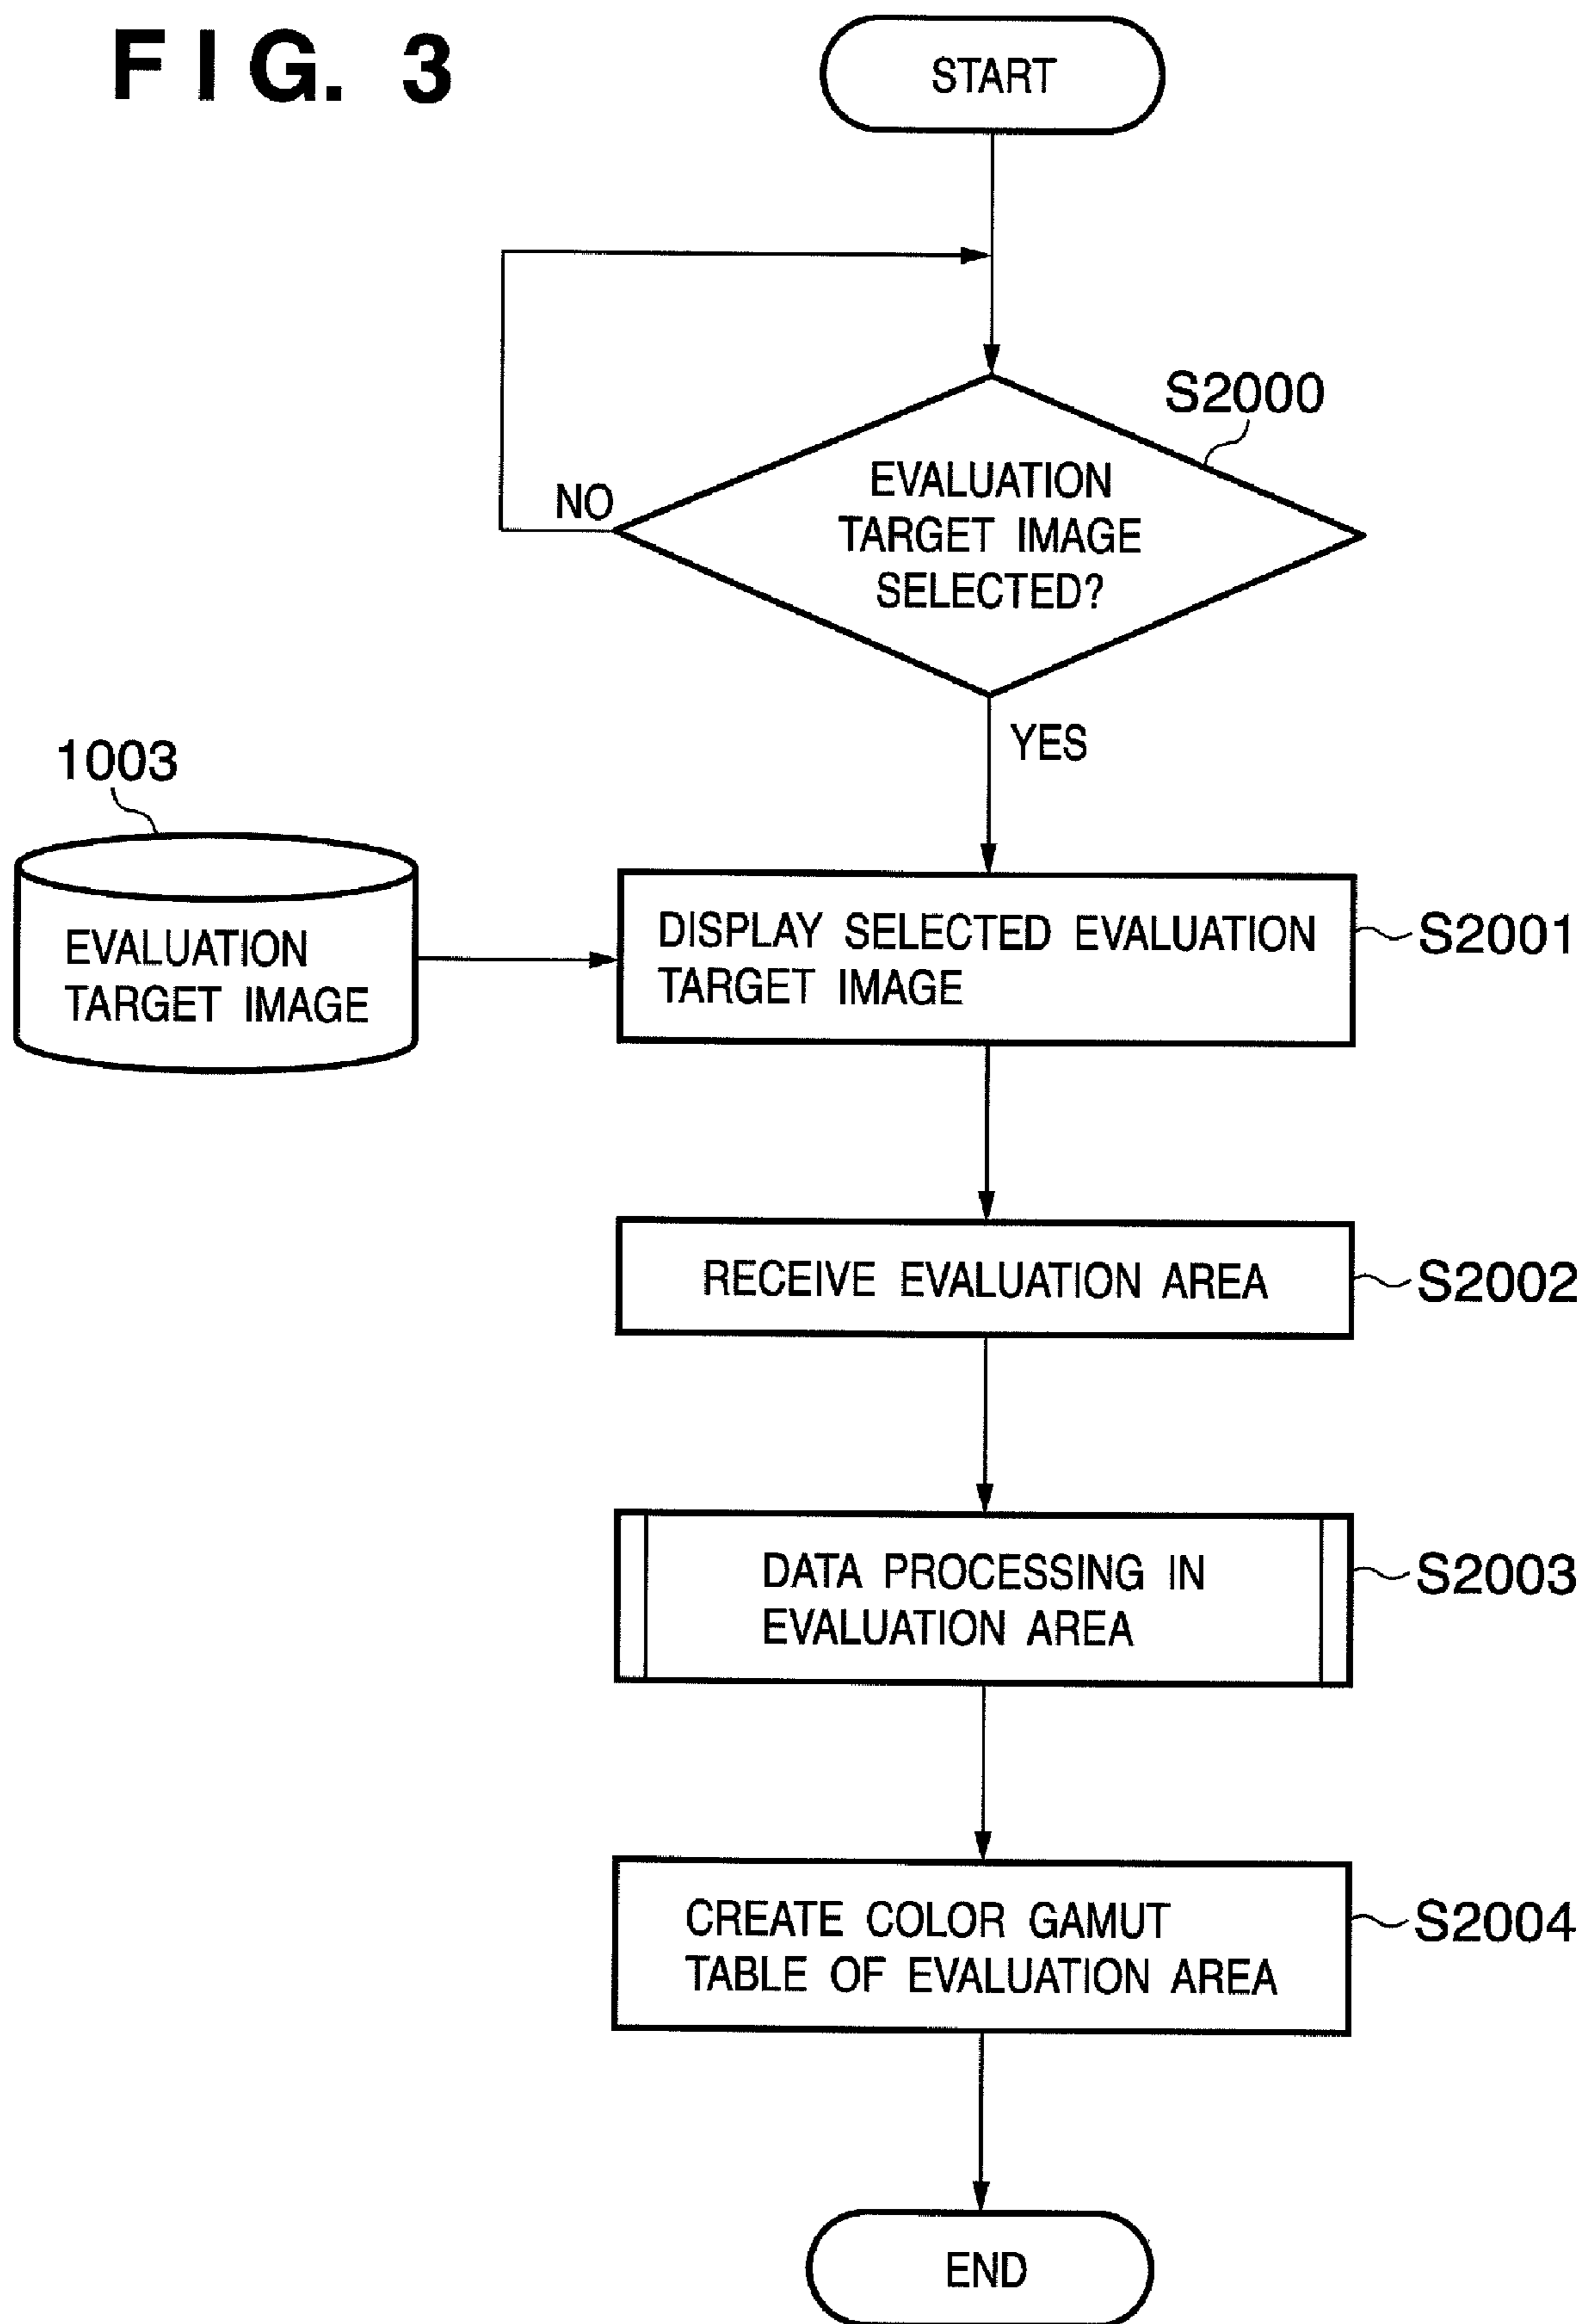 FIG. 3
START
S2000
EVALUATION
TARGET IMAGE
SELECTED?
NO
YES
1003
EVALUATION
TARGET IMAGE
DISPLAY SELECTED EVALUATION
TARGET IMAGE
S2001
RECEIVE EVALUATION AREA
S2002
DATA PROCESSING IN
EVALUATION AREA
S2003
CREATE COLOR GAMUT
TABLE OF EVALUATION AREA
S2004
END